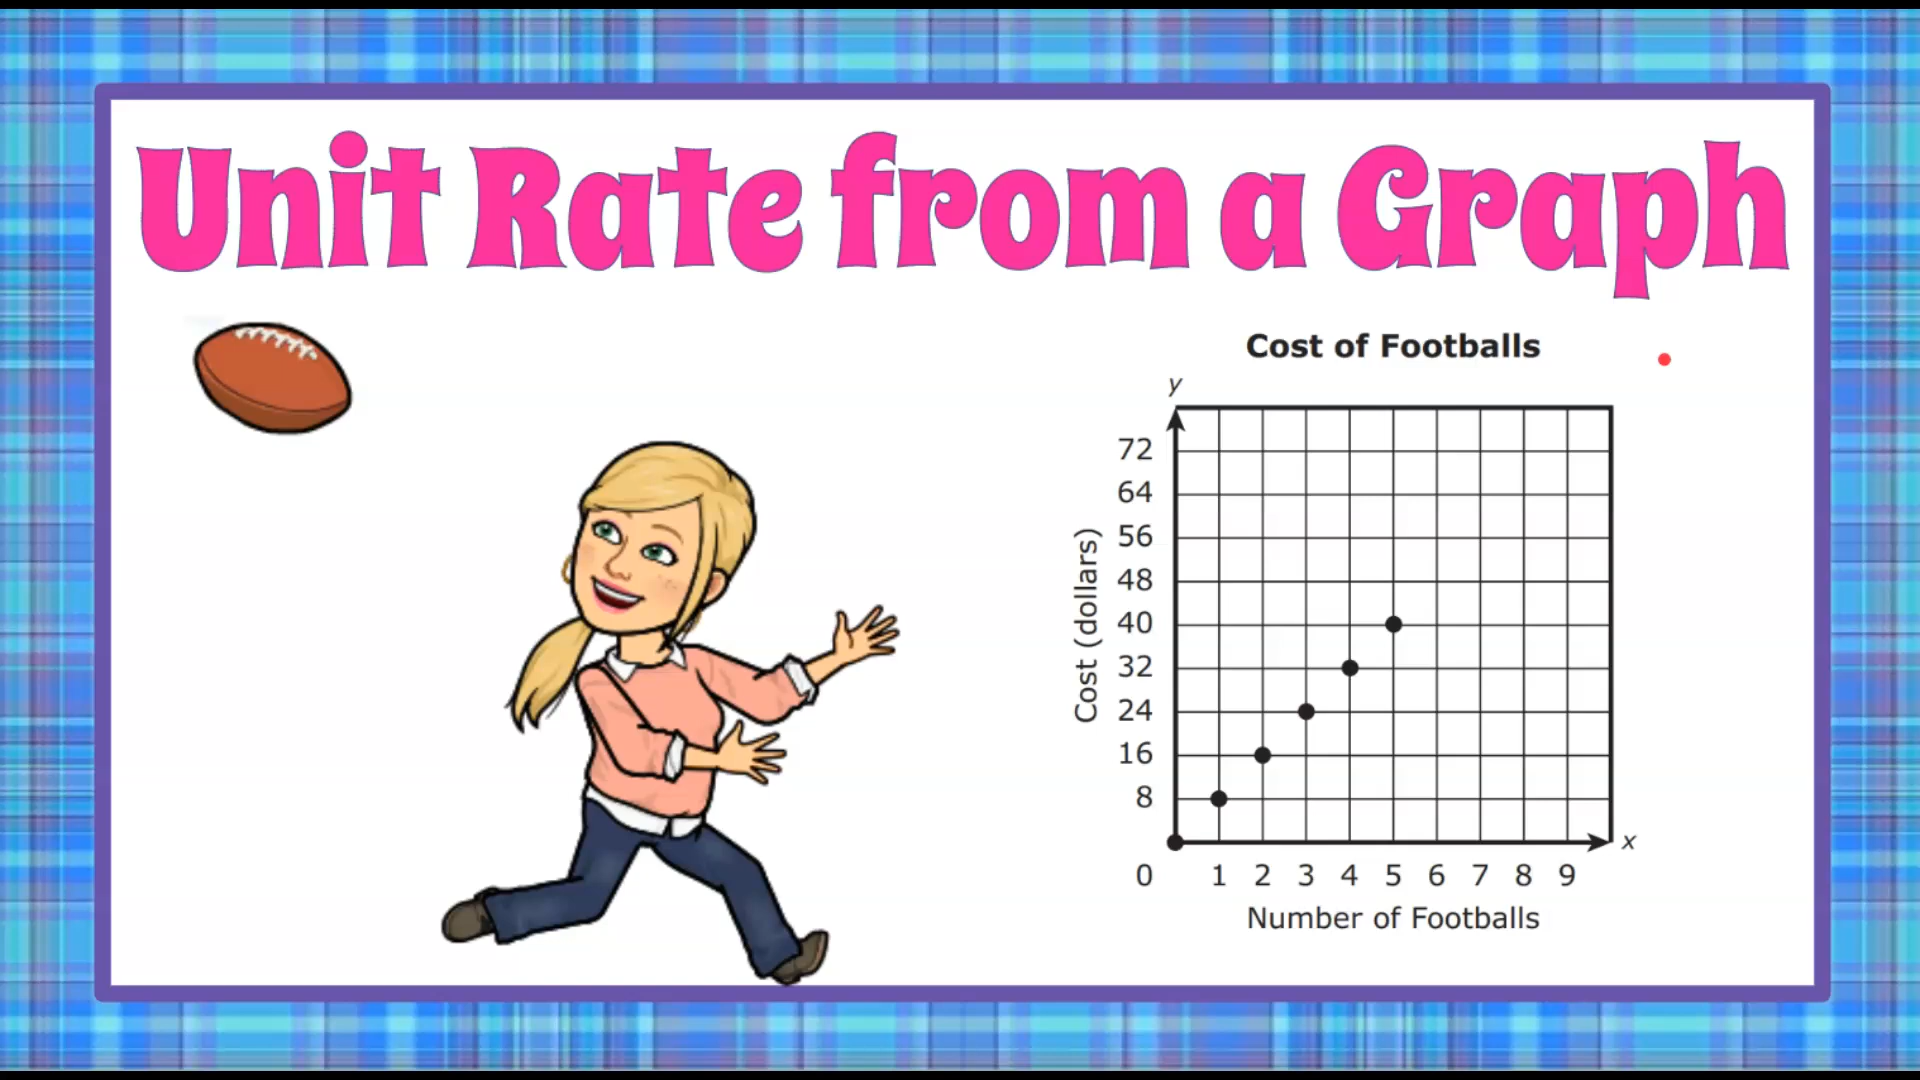 Unit Rate from a Graph
Cost of Footballs
y
72
64
56
48
40
32
24
16
8
Cost (dollars)
x
0 1 2 3 4 5 6 7 8 9
Number of Footballs